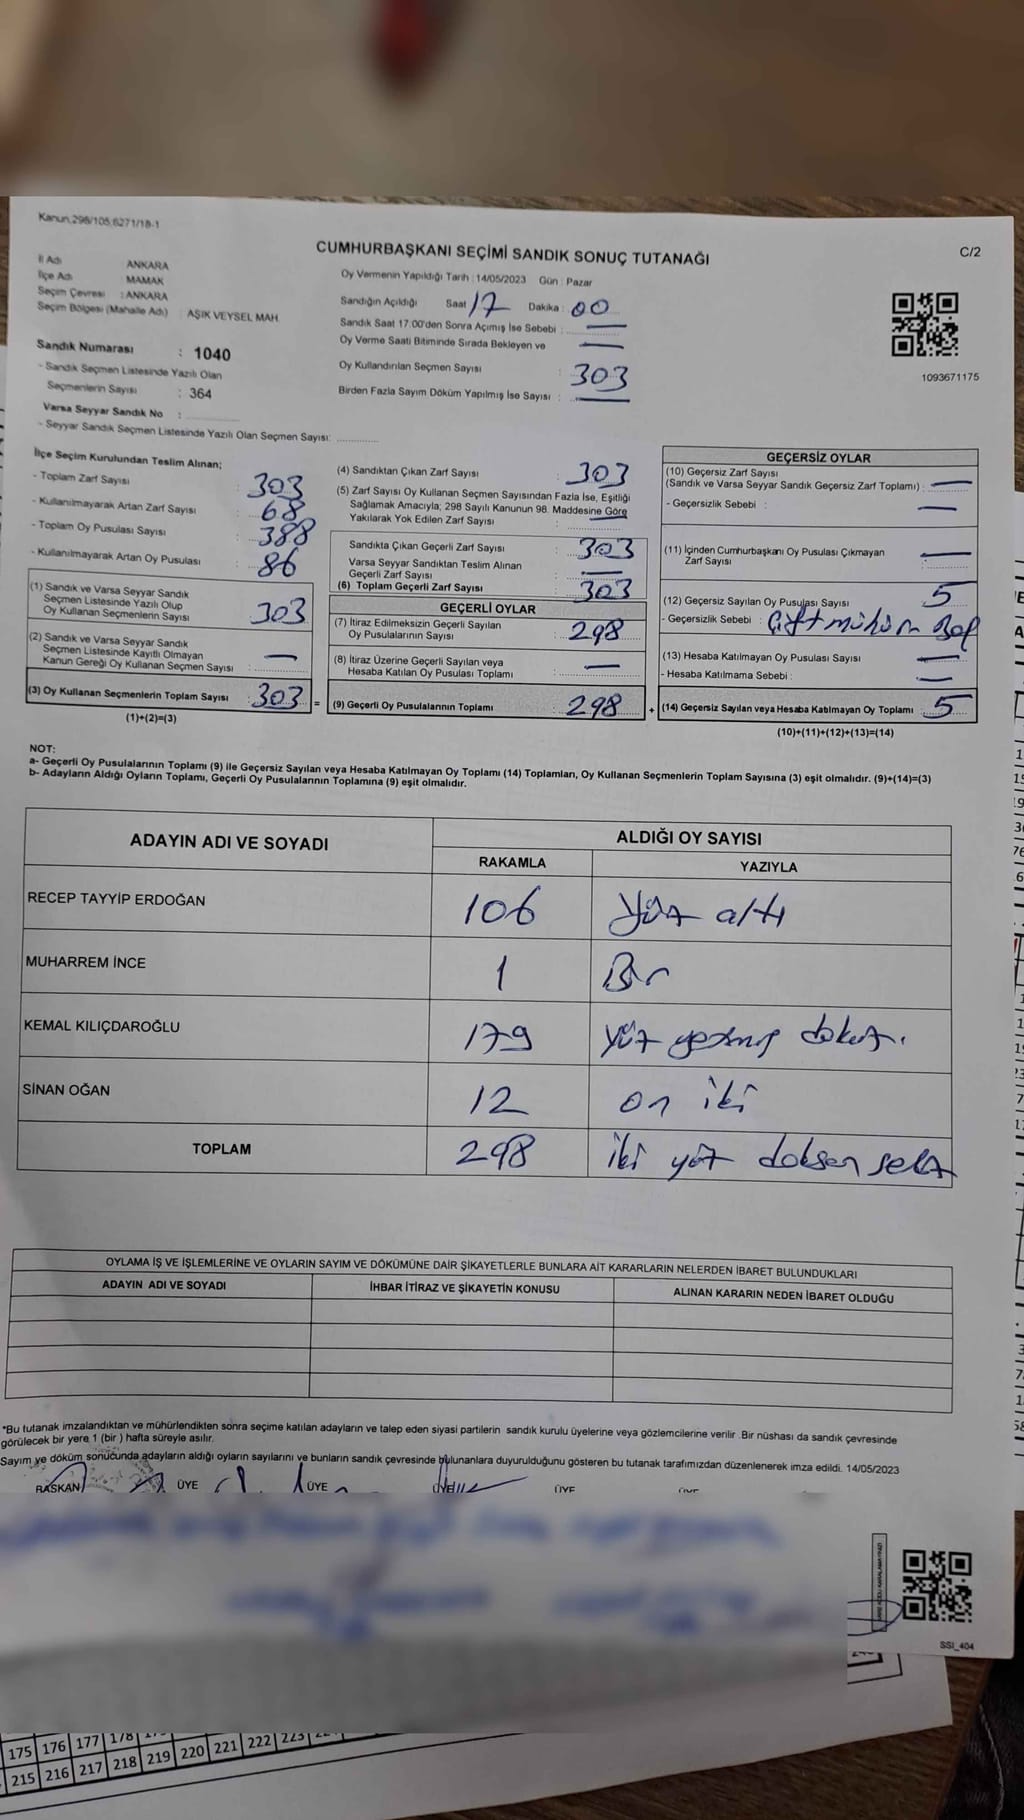 Kanun,298/105,6271/18-1
CUMHURBAŞKANI SEÇİMİ SANDIK SONUÇ TUTANAĞI
C/2
İl Adı ANKARA
İlçe Adı MAMAK
Seçim Çevresi : ANKARA
Seçim Bölgesi (Mahalle Adı) : AŞIK VEYSEL MAH.
Sandık Numarası : 1040
- Sandık Seçmen Listesinde Yazılı Olan
Seçmenlerin Sayısı : 364
Varsa Seyyar Sandık No :
- Seyyar Sandık Seçmen Listesinde Yazılı Olan Seçmen Sayısı:
Oy Vermenin Yapıldığı Tarih : 14/05/2023 Gün : Pazar
Sandığın Açıldığı Saat 17 Dakika : 00
Sandık Saat 17:00'den Sonra Açımış İse Sebebi : —
Oy Verme Saati Bitiminde Sırada Bekleyen ve —
Oy Kullandırılan Seçmen Sayısı : 303
Birden Fazla Sayım Döküm Yapılmış İse Sayısı : —
1093671175
İlçe Seçim Kurulundan Teslim Alınan;
- Toplam Zarf Sayısı : 303
- Kullanılmayarak Artan Zarf Sayısı : 68
- Toplam Oy Pusulası Sayısı : 388
- Kullanılmayarak Artan Oy Pusulası : 86
(1) Sandık ve Varsa Seyyar Sandık
Seçmen Listesinde Yazılı Olup
Oy Kullanan Seçmenlerin Sayısı : 303
(2) Sandık ve Varsa Seyyar Sandık
Seçmen Listesinde Kayıtlı Olmayan
Kanun Gereği Oy Kullanan Seçmen Sayısı : —
(3) Oy Kullanan Seçmenlerin Toplam Sayısı : 303 =
(1)+(2)=(3)
(4) Sandıktan Çıkan Zarf Sayısı : 303
(5) Zarf Sayısı Oy Kullanan Seçmen Sayısından Fazla İse, Eşitliği
Sağlamak Amacıyla; 298 Sayılı Kanunun 98. Maddesine Göre
Yakılarak Yok Edilen Zarf Sayısı : —
Sandıkta Çıkan Geçerli Zarf Sayısı : 303
Varsa Seyyar Sandıktan Teslim Alınan
Geçerli Zarf Sayısı : —
(6) Toplam Geçerli Zarf Sayısı : 303
GEÇERLİ OYLAR
(7) İtiraz Edilmeksizin Geçerli Sayılan
Oy Pusulalarının Sayısı : 298
(8) İtiraz Üzerine Geçerli Sayılan veya
Hesaba Katılan Oy Pusulası Toplamı : —
(9) Geçerli Oy Pusulalarının Toplamı : 298 +
GEÇERSİZ OYLAR
(10) Geçersiz Zarf Sayısı
(Sandık ve Varsa Seyyar Sandık Geçersiz Zarf Toplamı) : —
- Geçersizlik Sebebi : —
(11) İçinden Cumhurbaşkanı Oy Pusulası Çıkmayan
Zarf Sayısı : —
(12) Geçersiz Sayılan Oy Pusulası Sayısı : 5
- Geçersizlik Sebebi : Çift mühür
(13) Hesaba Katılmayan Oy Pusulası Sayısı : —
- Hesaba Katılmama Sebebi : —
(14) Geçersiz Sayılan veya Hesaba Katılmayan Oy Toplamı : 5
(10)+(11)+(12)+(13)=(14)
NOT:
a- Geçerli Oy Pusulalarının Toplamı (9) ile Geçersiz Sayılan veya Hesaba Katılmayan Oy Toplamı (14) Toplamları, Oy Kullanan Seçmenlerin Toplam Sayısına (3) eşit olmalıdır. (9)+(14)=(3)
b- Adayların Aldığı Oyların Toplamı, Geçerli Oy Pusulalarının Toplamına (9) eşit olmalıdır.
ADAYIN ADI VE SOYADI ALDIĞI OY SAYISI
RAKAMLA YAZIYLA
RECEP TAYYİP ERDOĞAN 106 Yüz altı
MUHARREM İNCE 1 Bir
KEMAL KILIÇDAROĞLU 179 yüz yetmiş dokuz.
SİNAN OĞAN 12 on iki
TOPLAM 298 iki yüz doksan sekiz
OYLAMA İŞ VE İŞLEMLERİNE VE OYLARIN SAYIM VE DÖKÜMÜNE DAİR ŞİKAYETLERLE BUNLARA AİT KARARLARIN NELERDEN İBARET BULUNDUKLARI
ADAYIN ADI VE SOYADI İHBAR İTİRAZ VE ŞİKAYETİN KONUSU ALINAN KARARIN NEDEN İBARET OLDUĞU
*Bu tutanak imzalandıktan ve mühürlendikten sonra seçime katılan adayların ve talep eden siyasi partilerin sandık kurulu üyelerine veya gözlemcilerine verilir .Bir nüshası da sandık çevresinde
görülecek bir yere 1 (bir ) hafta süreyle asılır.
Sayım ve döküm sonucunda adayların aldığı oyların sayılarını ve bunların sandık çevresinde bulunanlara duyurulduğunu gösteren bu tutanak tarafımızdan düzenlenerek imza edildi. 14/05/2023
BAŞKAN ÜYE ÜYE ÜYE ÜYE
SSI_404
175 176 177 178
215 216 217 218 219 220 221 222 223